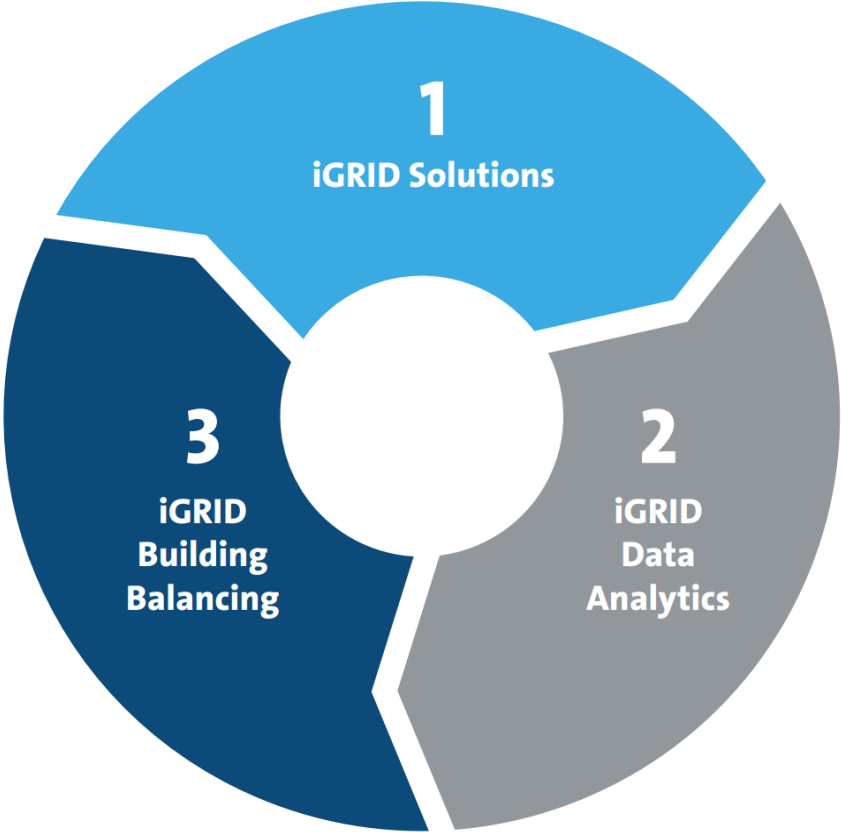 1
iGRID Solutions
2
iGRID
Data
Analytics
3
iGRID
Building
Balancing